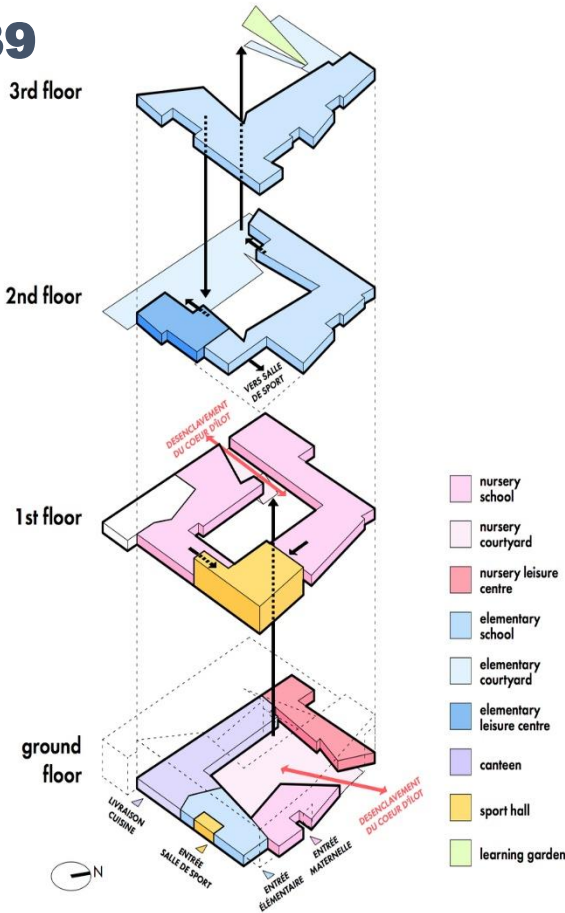 39
3rd floor
2nd floor
VERS SALLE
DE SPORT
DESENCLAVEMENT
DU COEUR D'ÎLOT
1st floor
nursery
school
nursery
courtyard
nursery leisure
centre
elementary
school
elementary
courtyard
elementary
leisure centre
canteen
sport hall
learning garden
ground
floor
LIVRAISON
CUISINE
ENTRÉE
SALLE DE SPORT
ENTRÉE
ÉLÉMENTAIRE
ENTRÉE
MATERNELLE
DESENCLAVEMENT
DU COEUR D'ÎLOT
N